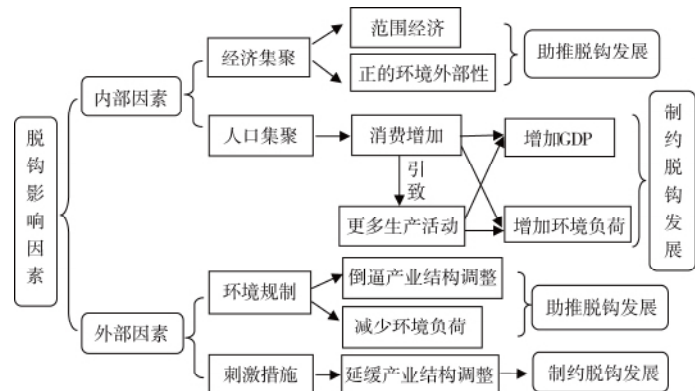 脱钩影响因素
内部因素
经济集聚
范围经济
正的环境外部性
助推脱钩发展
人口集聚
消费增加
引致
更多生产活动
增加GDP
增加环境负荷
制约脱钩发展
外部因素
环境规制
倒逼产业结构调整
减少环境负荷
助推脱钩发展
刺激措施
延缓产业结构调整
制约脱钩发展